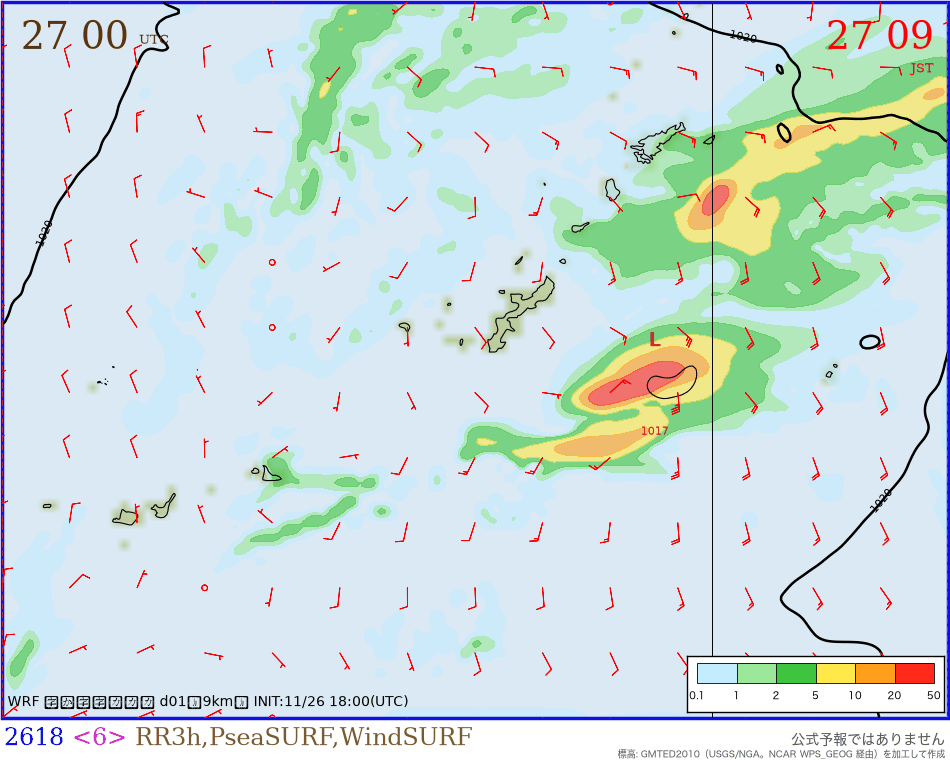 27 00 UTC
27 09
JST
1020
1020
L
1017
1020
WRF d01 9km INIT:11/26 18:00(UTC)
0.1 1 2 5 10 20 50
2618 <6> RR3h,PseaSURF,WindSURF
公式予報ではありません
標高: GMTED2010（USGS/NGA。NCAR WPS_GEOG 経由）を加工して作成